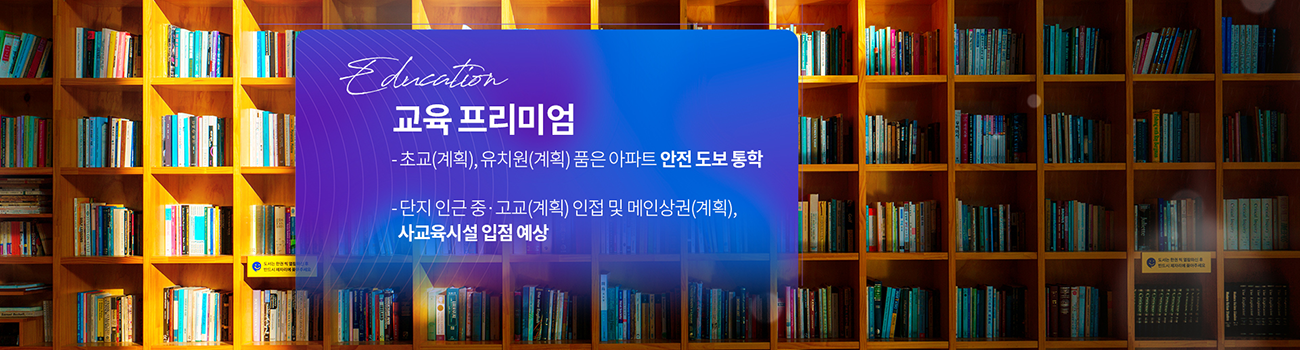 Education
교육 프리미엄
- 초교(계획), 유치원(계획) 품은 아파트 안전 도보 통학
- 단지 인근 중·고교(계획) 인접 및 메인상권(계획),
사교육시설 입점 예상